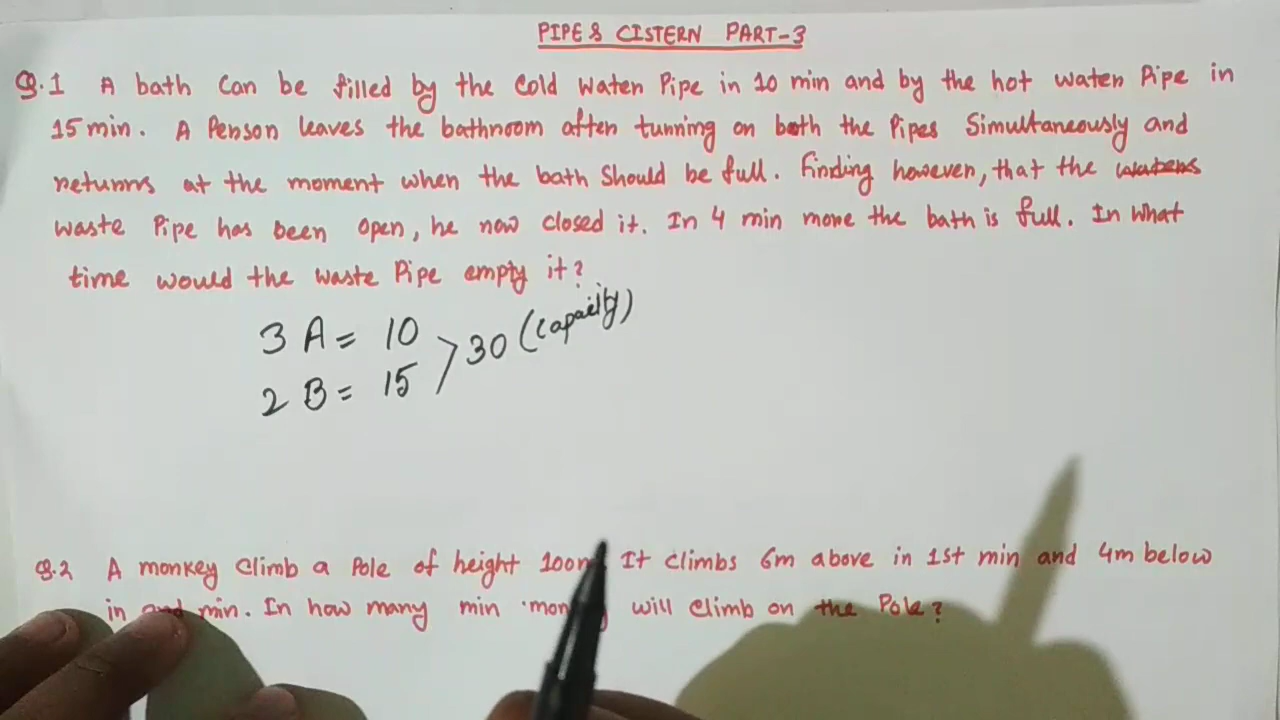 PIPE & CISTERN PART-3
Q.1 A bath can be filled by the cold water Pipe in 10 min and by the hot water Pipe in
15 min. A Person leaves the bathroom after tunning on both the Pipes Simultaneously and
returns at the moment when the bath Should be full. Finding however, that the waters
waste Pipe has been open, he now closed it. In 4 min more the bath is full. In what
time would the waste Pipe empty it?
3 A = 10
2 B = 15
30 (Capacity)
Q.2 A monkey Climb a Pole of height 100m It Climbs 6m above in 1st min and 4m below
in min. In how many min will Climb on the Pole?